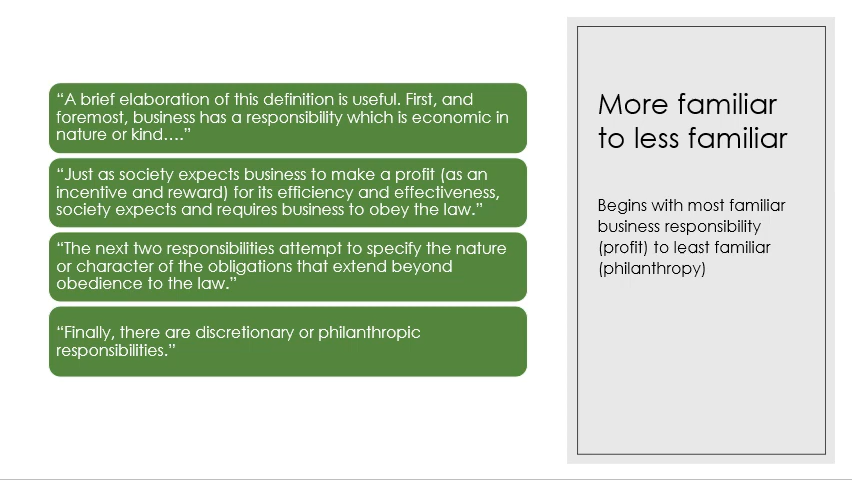 “A brief elaboration of this definition is useful. First, and
foremost, business has a responsibility which is economic in
nature or kind….”
“Just as society expects business to make a profit (as an
incentive and reward) for its efficiency and effectiveness,
society expects and requires business to obey the law.”
“The next two responsibilities attempt to specify the nature
or character of the obligations that extend beyond
obedience to the law.”
“Finally, there are discretionary or philanthropic
responsibilities.”
More familiar
to less familiar
Begins with most familiar
business responsibility
(profit) to least familiar
(philanthropy)